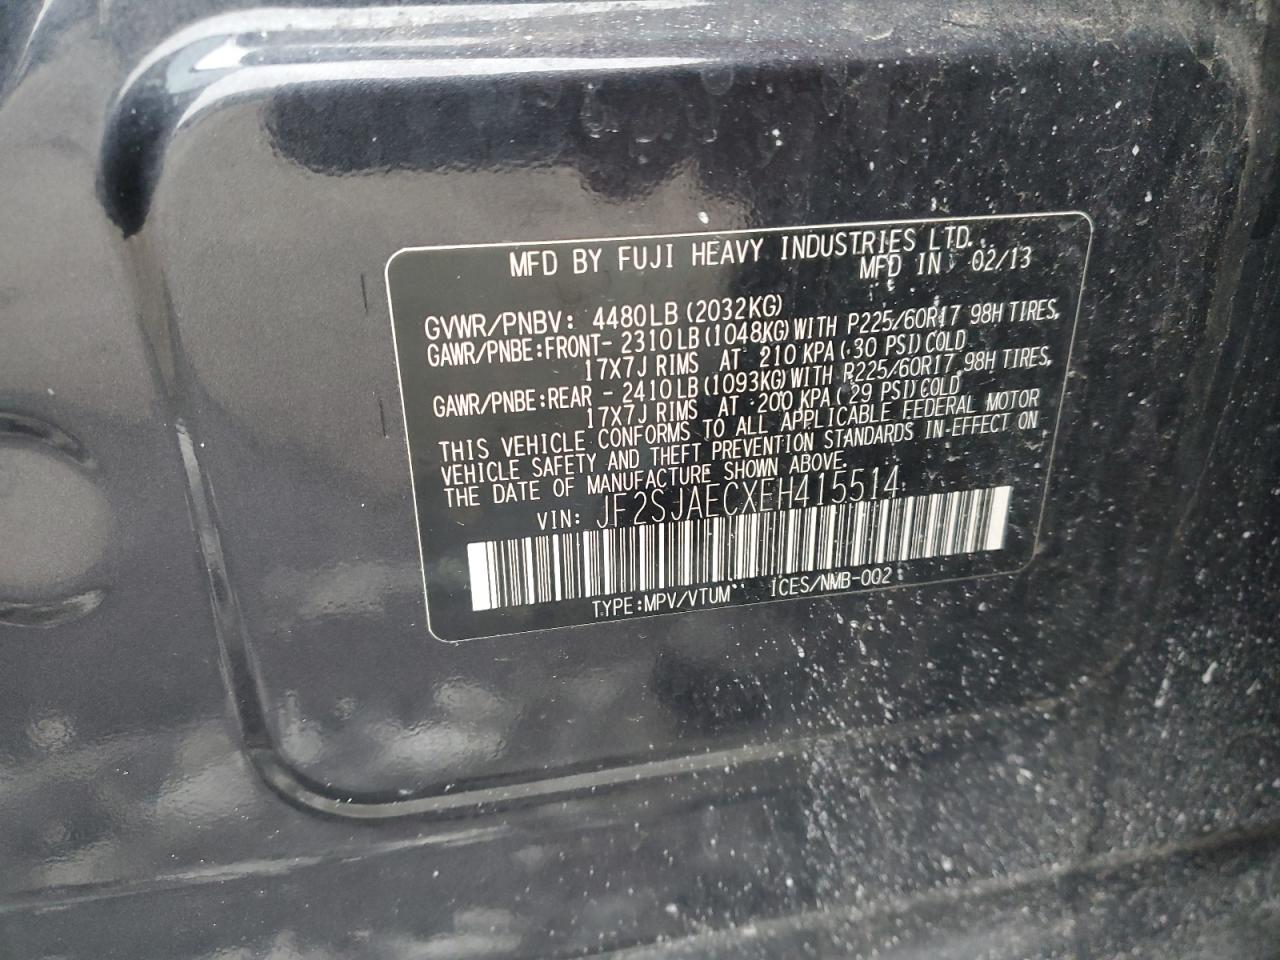 MFD BY FUJI HEAVY INDUSTRIES LTD.
MFD IN 02/13
GVWR/PNBV: 4480LB(2032KG)
GAWR/PNBE:FRONT- 2310LB(1048KG)WITH P225/60R17 98H TIRES,
17X7J RIMS AT 210 KPA( 30 PSI)COLD
GAWR/PNBE:REAR - 2410LB(1093KG)WITH P225/60R17 98H TIRES,
17X7J RIMS AT 200 KPA( 29 PSI)COLD
THIS VEHICLE CONFORMS TO ALL APPLICABLE FEDERAL MOTOR
VEHICLE SAFETY AND THEFT PREVENTION STANDARDS IN EFFECT ON
THE DATE OF MANUFACTURE SHOWN ABOVE.
VIN: JF2SJAECXEH415514
TYPE:MPV/VTUM ICES/NMB-002